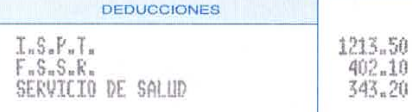 DEDUCCIONES
I.S.P.T. 1213.50
F.S.S.R. 402.10
SERVICIO DE SALUD 343.20